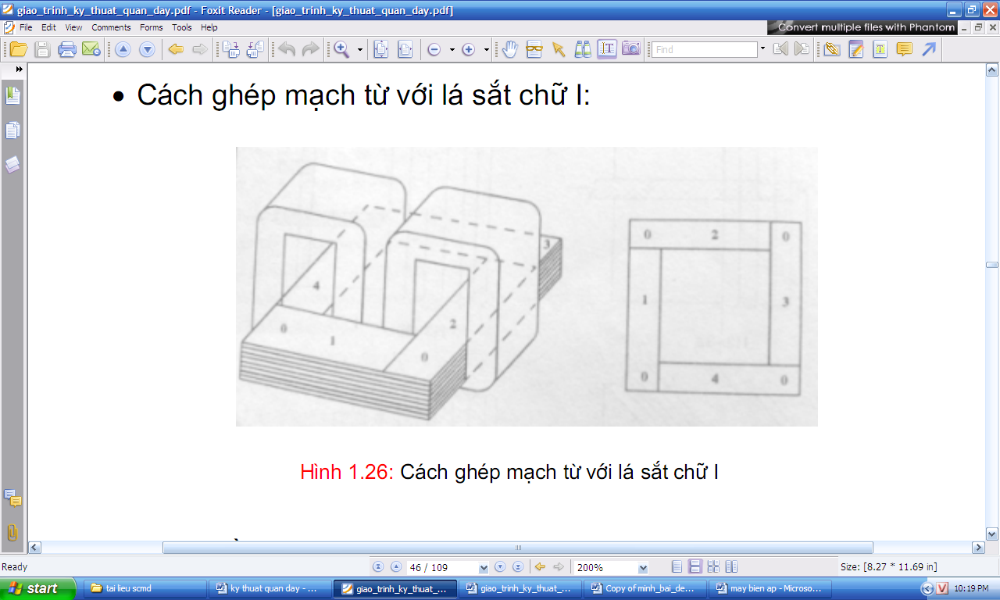 giao_trinh_ky_thuat_quan_day.pdf - Foxit Reader - [giao_trinh_ky_thuat_quan_day.pdf]
File Edit View Comments Forms Tools Help
Convert multiple files with Phantom
Find
• Cách ghép mạch từ với lá sắt chữ I:
3
4
2
0
1
0
0 2 0
1 3
0 4 0
Hình 1.26: Cách ghép mạch từ với lá sắt chữ I
Ready
46 / 109
200%
Size: [8.27 * 11.69 in]
start
tai lieu scmd
ky thuat quan day - ...
giao_trinh_ky_thuat_...
giao_trinh_ky_thuat_...
Copy of minh_bai_de...
may bien ap - Microso...
V
10:19 PM